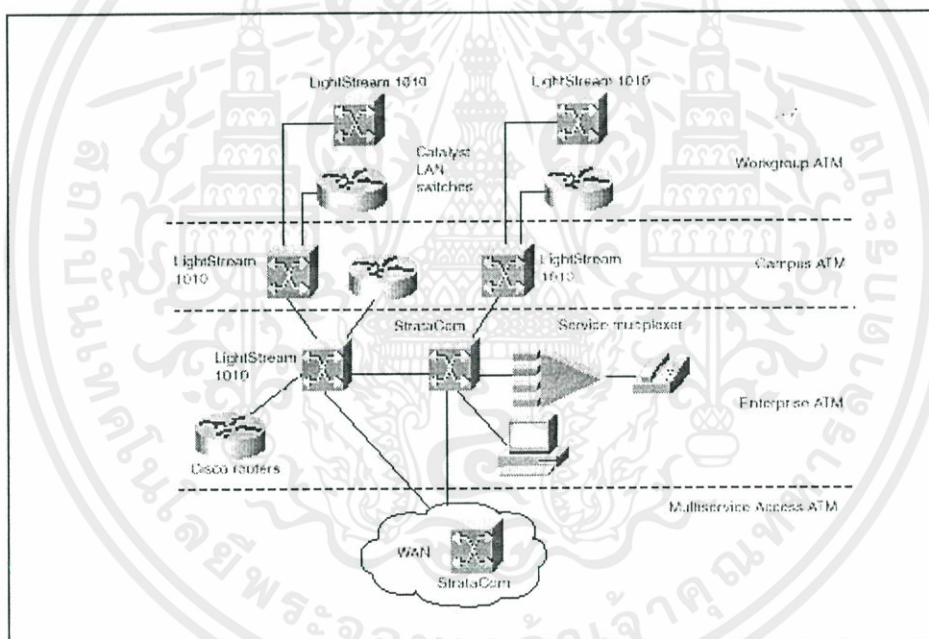 LightStream 1010
LightStream 1010
Catalyst
LAN
switches
Workgroup ATM
LightStream
1010
LightStream
1010
Campus ATM
StrataCom
Service multiplexer
LightStream
1010
Enterprise ATM
Cisco routers
Multiservice Access ATM
WAN
StrataCom